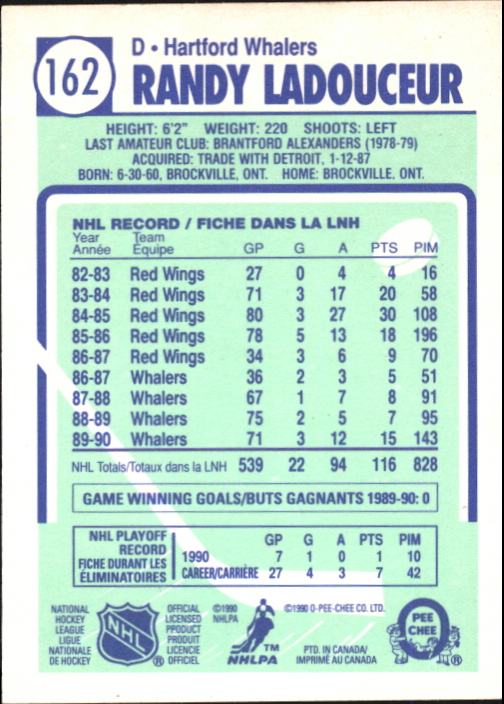 162
D • Hartford Whalers
RANDY LADOUCEUR
HEIGHT: 6'2" WEIGHT: 220 SHOOTS: LEFT
LAST AMATEUR CLUB: BRANTFORD ALEXANDERS (1978-79)
ACQUIRED: TRADE WITH DETROIT, 1-12-87
BORN: 6-30-60, BROCKVILLE, ONT. HOME: BROCKVILLE, ONT.
NHL RECORD / FICHE DANS LA LNH
Year Team
Année Équipe GP G A PTS PIM
82-83 Red Wings 27 0 4 4 16
83-84 Red Wings 71 3 17 20 58
84-85 Red Wings 80 3 27 30 108
85-86 Red Wings 78 5 13 18 196
86-87 Red Wings 34 3 6 9 70
86-87 Whalers 36 2 3 5 51
87-88 Whalers 67 1 7 8 91
88-89 Whalers 75 2 5 7 95
89-90 Whalers 71 3 12 15 143
NHL Totals/Totaux dans la LNH 539 22 94 116 828
GAME WINNING GOALS/BUTS GAGNANTS 1989-90: 0
NHL PLAYOFF
RECORD
FICHE DURANT LES
ÉLIMINATOIRES
GP G A PTS PIM
1990 7 1 0 1 10
CAREER/CARRIÈRE 27 4 3 7 42
NATIONAL
HOCKEY
LEAGUE
LIGUE
NATIONALE
DE HOCKEY
NHL
®
OFFICIAL
LICENSED
PPODUCT
PRODUIT
LICENCIE
OFFICIEL
©1990
NHLPA
TM
NHLPA
©1990 O-PEE-CHEE CO. LTD.
PTD. IN CANADA/
IMPRIMÉ AU CANADA
PEE
CHEE
®